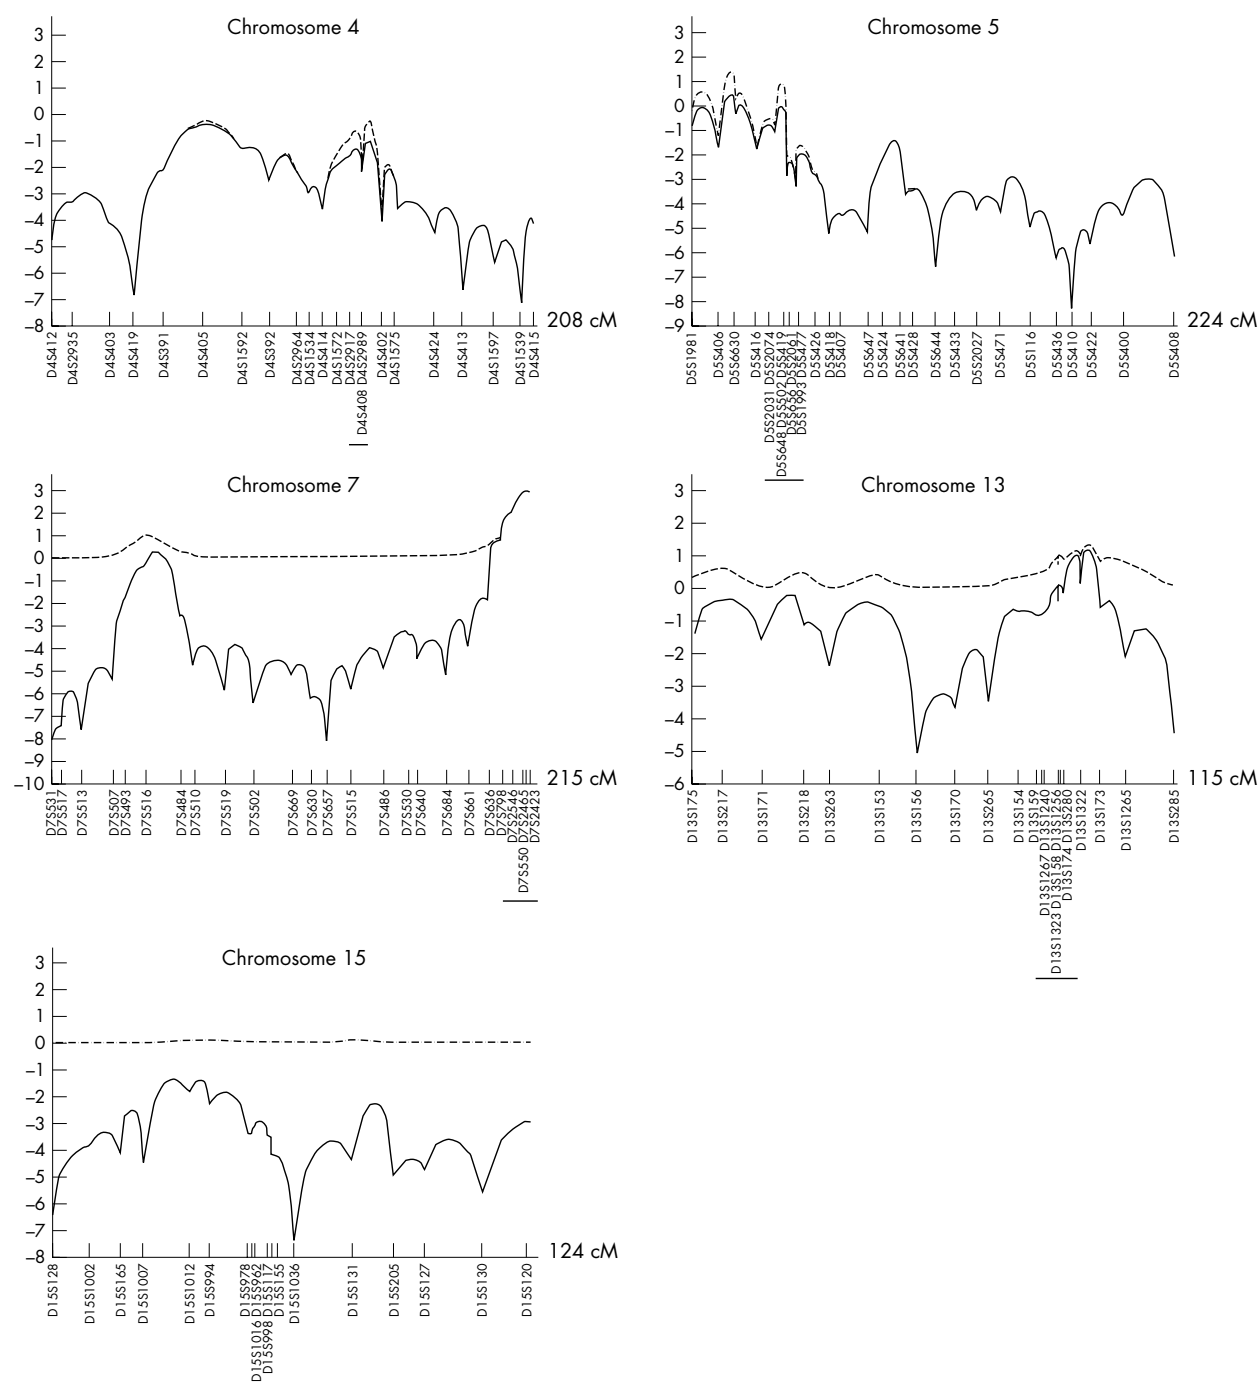 Chromosome 4
3
2
1
0
–1
–2
–3
–4
–5
–6
–7
–8
208 cM
D4S412
D4S2935
D4S403
D4S419
D4S391
D4S405
D4S1592
D4S392
D4S2964
D4S1534
D4S414
D4S1572
D4S2917
D4S408 D4S2989
D4S402
D4S1575
D4S424
D4S413
D4S1597
D4S1539
D4S415
Chromosome 5
3
2
1
0
–1
–2
–3
–4
–5
–6
–7
–8
–9
224 cM
D5S1981
D5S406
D5S6630
D5S416
D5S2031 D5S2074
D5S648 D5S502 D5S419
D5S656 D5S2061
D5S1993 D5S477
D5S426
D5S418
D5S407
D5S647
D5S424
D5S641
D5S428
D5S644
D5S433
D5S2027
D5S471
D5S116
D5S436
D5S410
D5S422
D5S400
D5S408
Chromosome 7
3
2
1
0
–1
–2
–3
–4
–5
–6
–7
–8
–9
–10
215 cM
D7S531
D7S517
D7S513
D7S507
D7S493
D7S516
D7S484
D7S510
D7S519
D7S502
D7S669
D7S630
D7S657
D7S515
D7S486
D7S530
D7S640
D7S684
D7S661
D7S636
D7S798
D7S2546
D7S550 D7S2465
D7S2423
Chromosome 13
3
2
1
0
–1
–2
–3
–4
–5
–6
115 cM
D13S175
D13S217
D13S171
D13S218
D13S263
D13S153
D13S156
D13S170
D13S265
D13S154
D13S159
D13S1267 D13S1240
D13S1323 D13S158 D13S1256
D13S174 D13S280
D13S1322
D13S173
D13S1265
D13S285
Chromosome 15
3
2
1
0
–1
–2
–3
–4
–5
–6
–7
–8
124 cM
D15S128
D15S1002
D15S165
D15S1007
D15S1012
D15S994
D15S978
D15S1016 D15S962
D15S998 D15S117
D15S155
D15S1036
D15S131
D15S205
D15S127
D15S130
D15S120